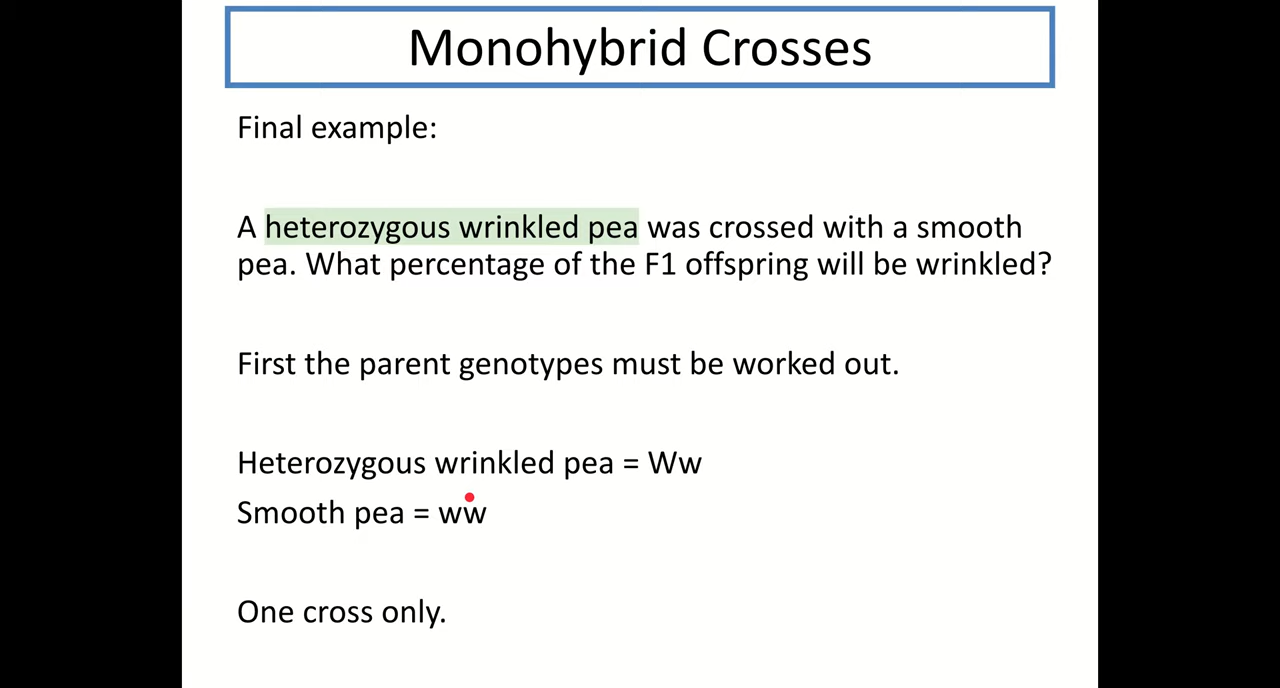 Monohybrid Crosses
Final example:
A heterozygous wrinkled pea was crossed with a smooth
pea. What percentage of the F1 offspring will be wrinkled?
First the parent genotypes must be worked out.
Heterozygous wrinkled pea = Ww
Smooth pea = ww
One cross only.